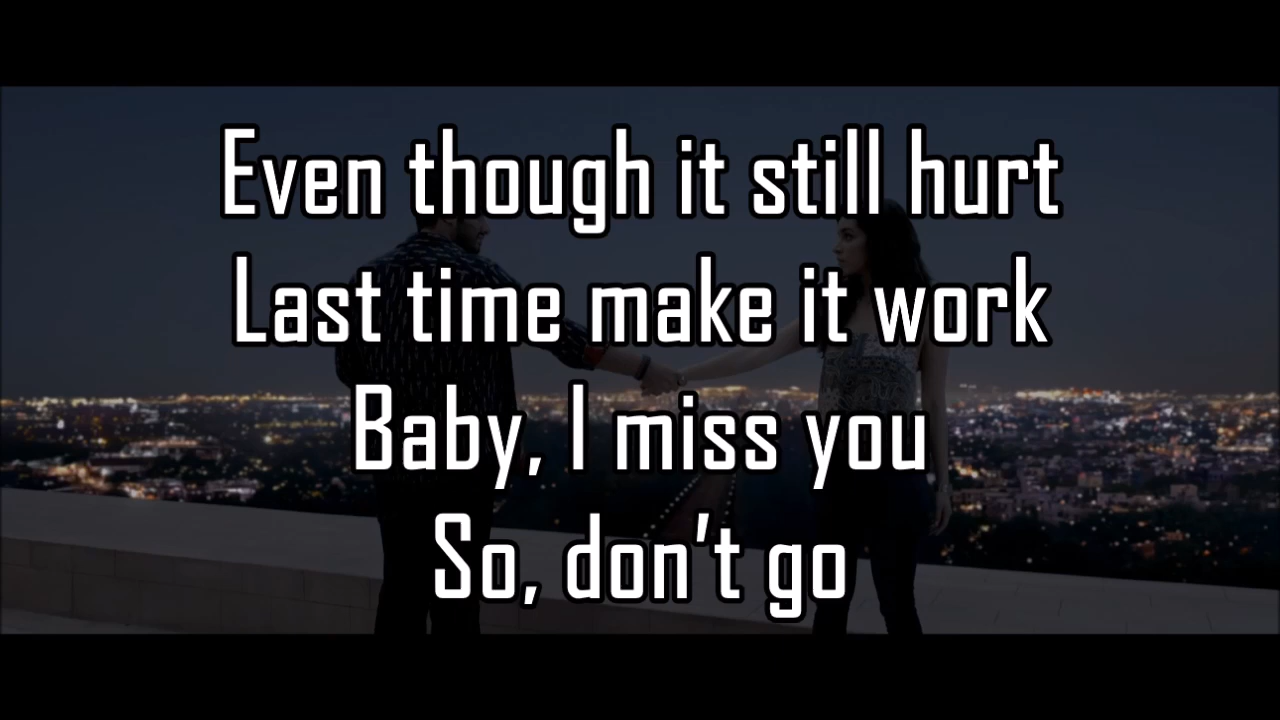 Even though it still hurt
Last time make it work
Baby, I miss you
So, don't go